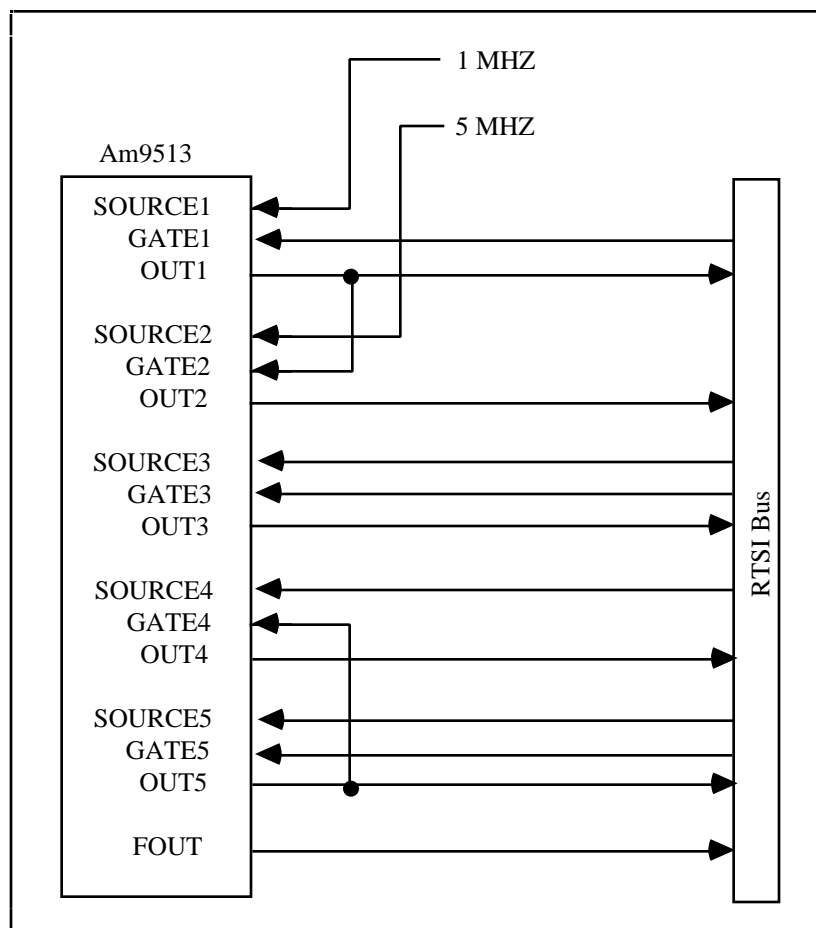 1 MHZ
5 MHZ
Am9513
SOURCE1
GATE1
OUT1
SOURCE2
GATE2
OUT2
SOURCE3
GATE3
OUT3
SOURCE4
GATE4
OUT4
SOURCE5
GATE5
OUT5
FOUT
RTSI Bus